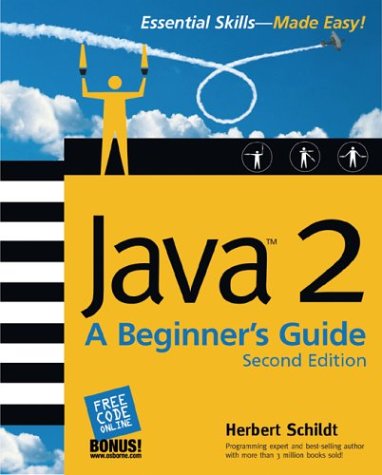 Essential Skills—Made Easy!
Java™ 2
A Beginner's Guide
Second Edition
FREE
CODE
ONLINE
BONUS!
www.osborne.com
Herbert Schildt
Programming expert and best-selling author
with more than 3 million books sold!